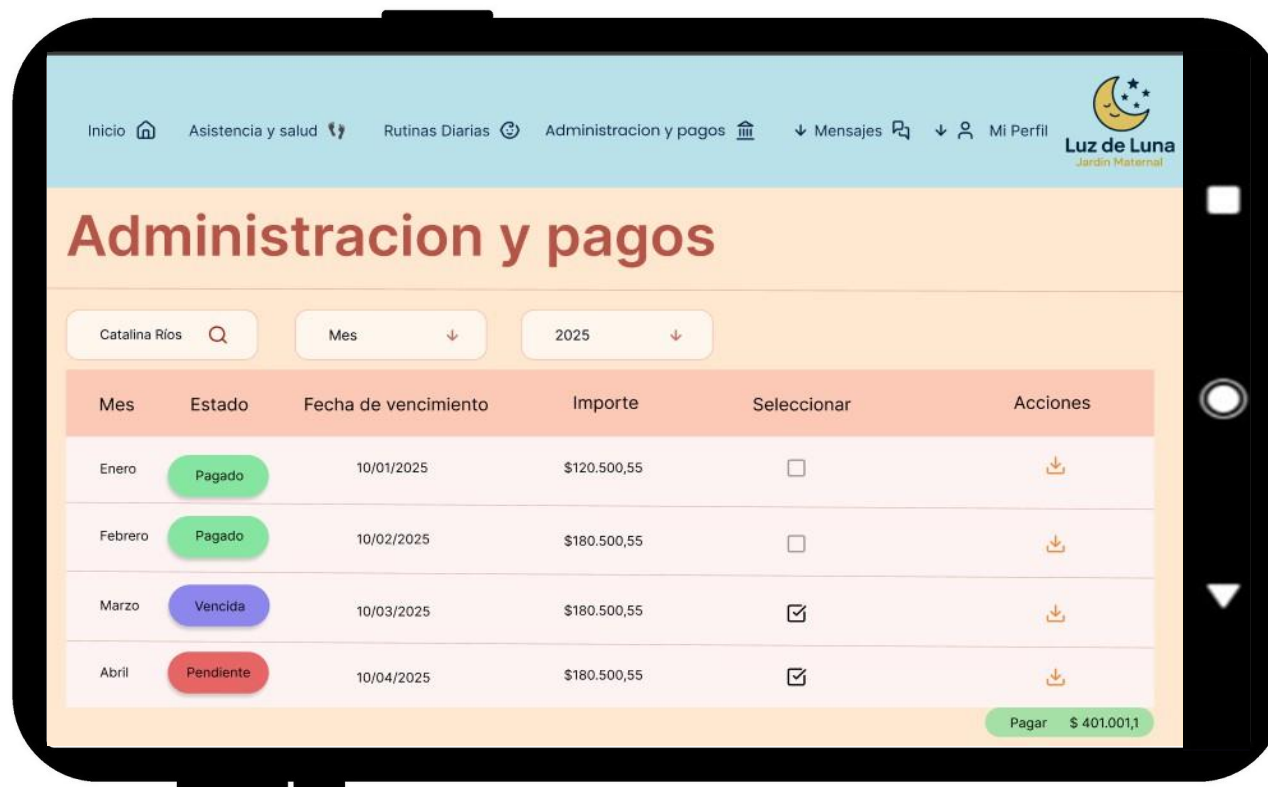 Inicio
Asistencia y salud
Rutinas Diarias
Administracion y pagos
Mensajes
Mi Perfil
Luz de Luna
Jardín Maternal
Administracion y pagos
Catalina Ríos
Mes
2025
Mes Estado Fecha de vencimiento Importe Seleccionar Acciones
Enero Pagado 10/01/2025 $120.500,55
Febrero Pagado 10/02/2025 $180.500,55
Marzo Vencida 10/03/2025 $180.500,55
Abril Pendiente 10/04/2025 $180.500,55
Pagar $ 401.001,1